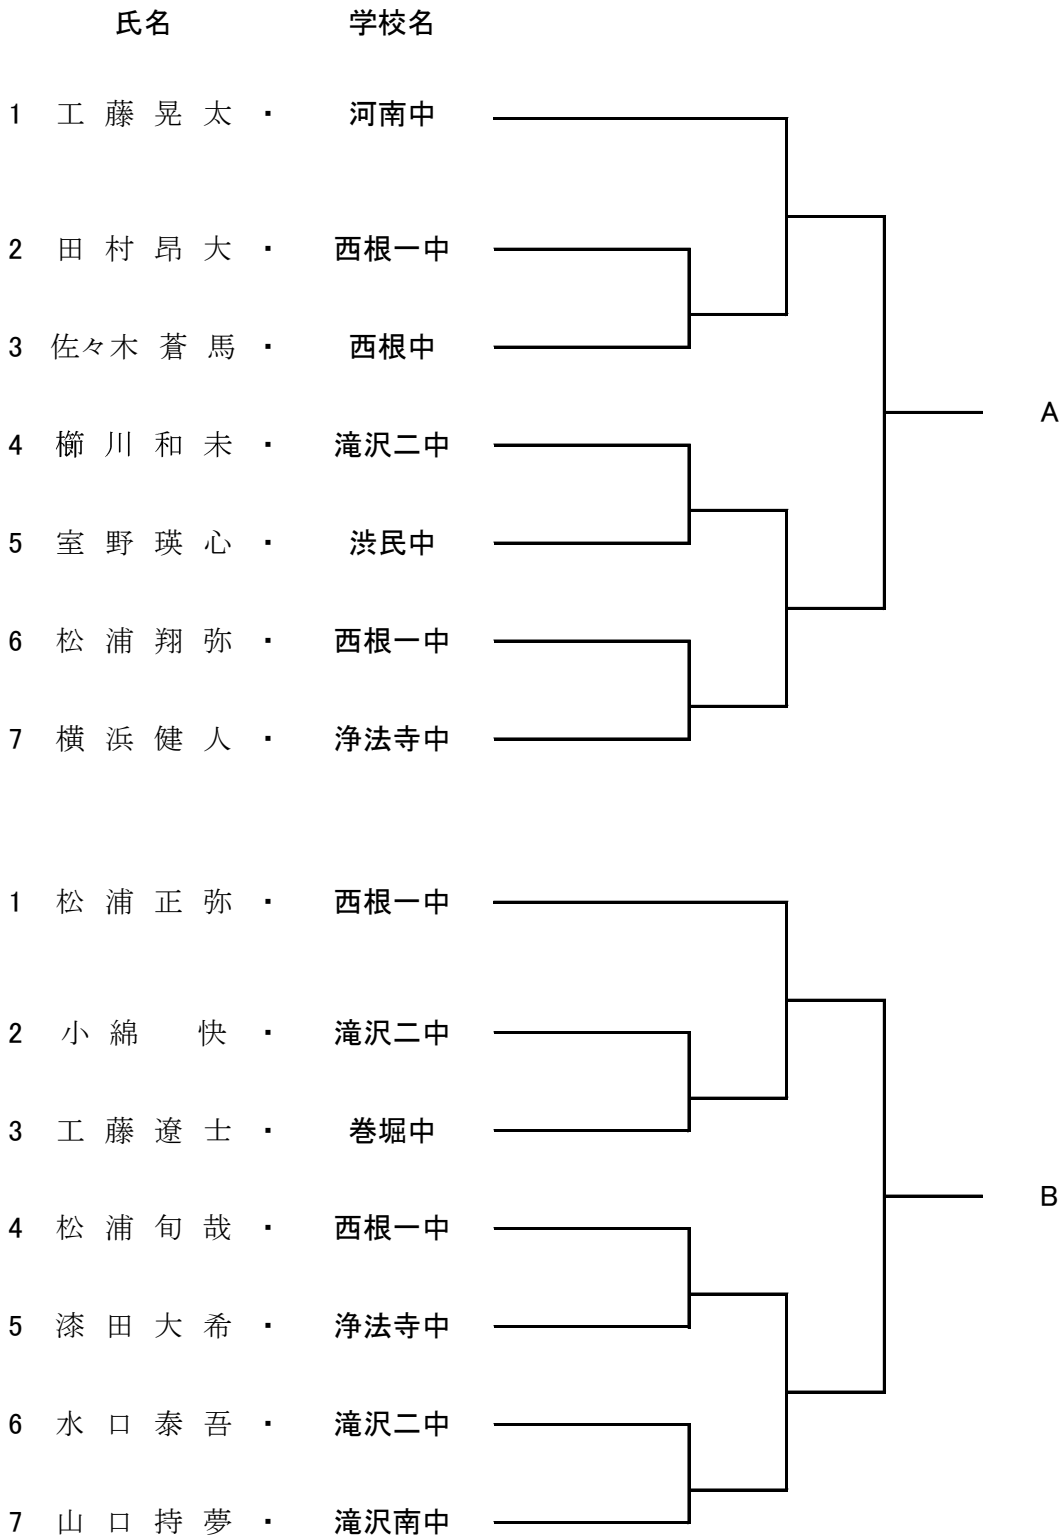 氏名 学校名
1 工藤晃太・ 河南中
2 田村昂大・ 西根一中
3 佐々木蒼馬・ 西根中
4 櫛川和未・ 滝沢二中
5 室野瑛心・ 渋民中
6 松浦翔弥・ 西根一中
7 横浜健人・ 浄法寺中
A
1 松浦正弥・ 西根一中
2 小綿 快・ 滝沢二中
3 工藤遼士・ 巻堀中
4 松浦旬哉・ 西根一中
5 漆田大希・ 浄法寺中
6 水口泰吾・ 滝沢二中
7 山口持夢・ 滝沢南中
B